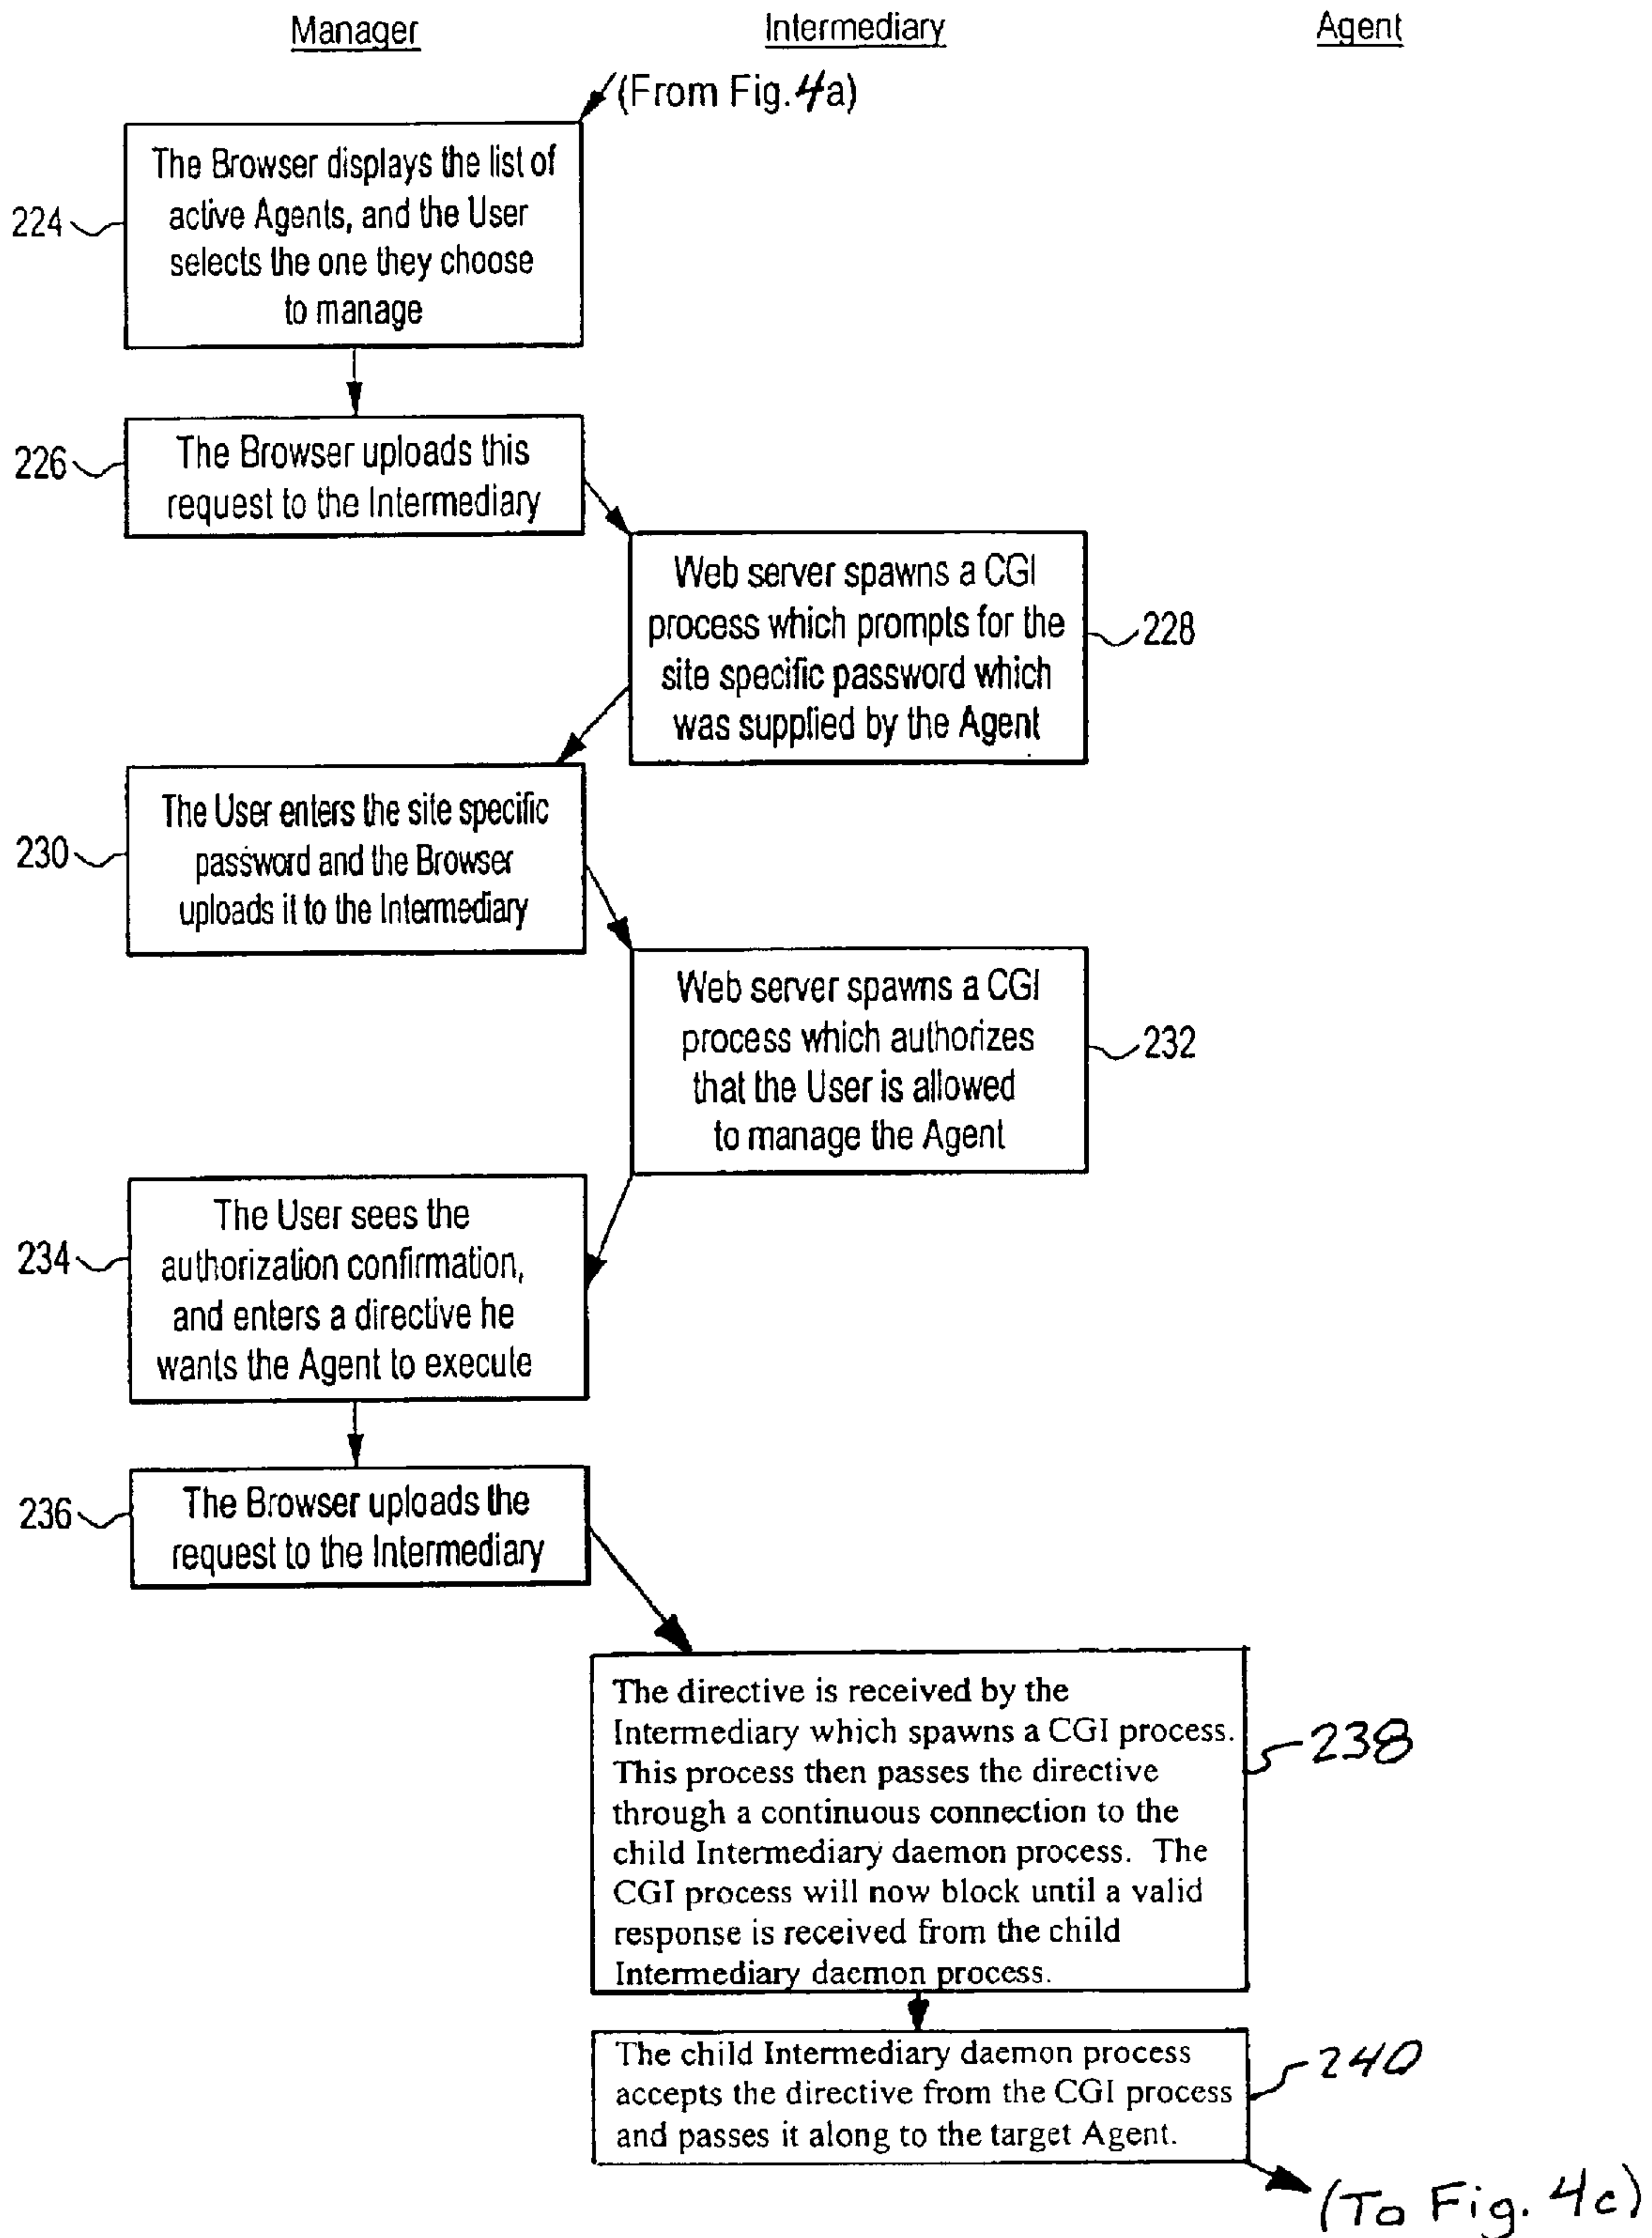 Manager
Intermediary
Agent
(From Fig. 4a)
224
The Browser displays the list of
active Agents, and the User
selects the one they choose
to manage
226
The Browser uploads this
request to the Intermediary
Web server spawns a CGI
process which prompts for the
site specific password which
was supplied by the Agent
228
230
The User enters the site specific
password and the Browser
uploads it to the Intermediary
Web server spawns a CGI
process which authorizes
that the User is allowed
to manage the Agent
232
234
The User sees the
authorization confirmation,
and enters a directive he
wants the Agent to execute
236
The Browser uploads the
request to the Intermediary
The directive is received by the
Intermediary which spawns a CGI process.
This process then passes the directive
through a continuous connection to the
child Intermediary daemon process. The
CGI process will now block until a valid
response is received from the child
Intermediary daemon process.
238
The child Intermediary daemon process
accepts the directive from the CGI process
and passes it along to the target Agent.
240
(To Fig. 4c)